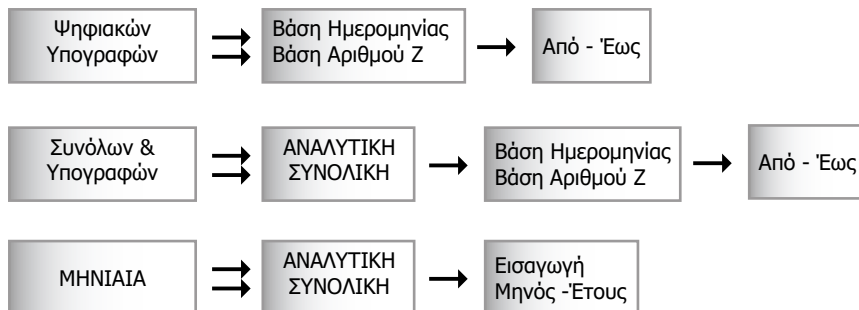 Ψηφιακών
Υπογραφών
Βάση Ημερομηνίας
Βάση Αριθμού Ζ
Από - Έως
Συνόλων &
Υπογραφών
ΑΝΑΛΥΤΙΚΗ
ΣΥΝΟΛΙΚΗ
Βάση Ημερομηνίας
Βάση Αριθμού Ζ
Από - Έως
ΜΗΝΙΑΙΑ
ΑΝΑΛΥΤΙΚΗ
ΣΥΝΟΛΙΚΗ
Εισαγωγή
Μηνός -Έτους